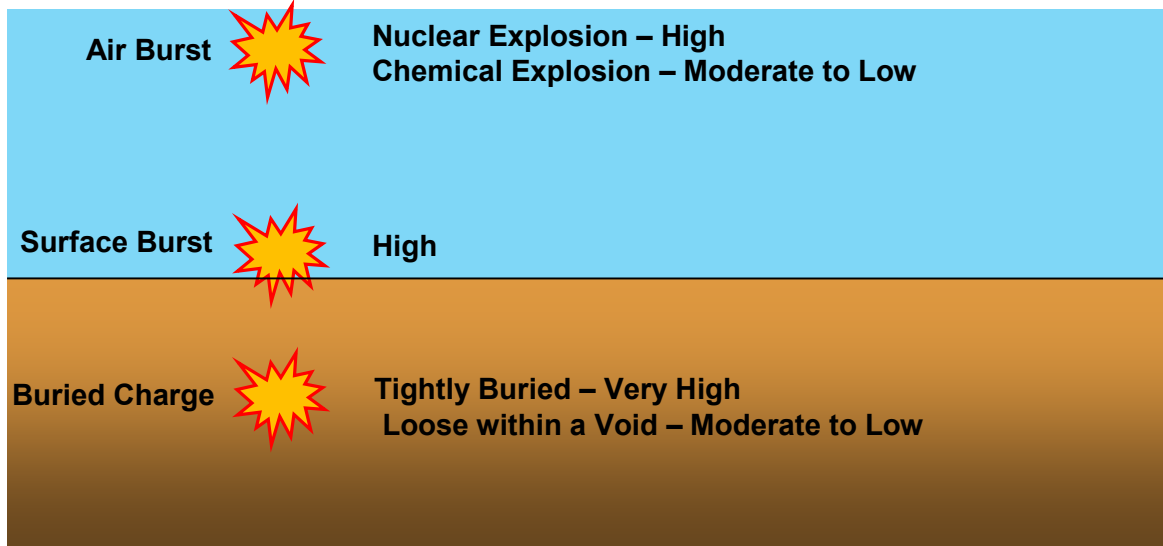 Air Burst
Nuclear Explosion – High
Chemical Explosion – Moderate to Low
Surface Burst
High
Buried Charge
Tightly Buried – Very High
Loose within a Void – Moderate to Low